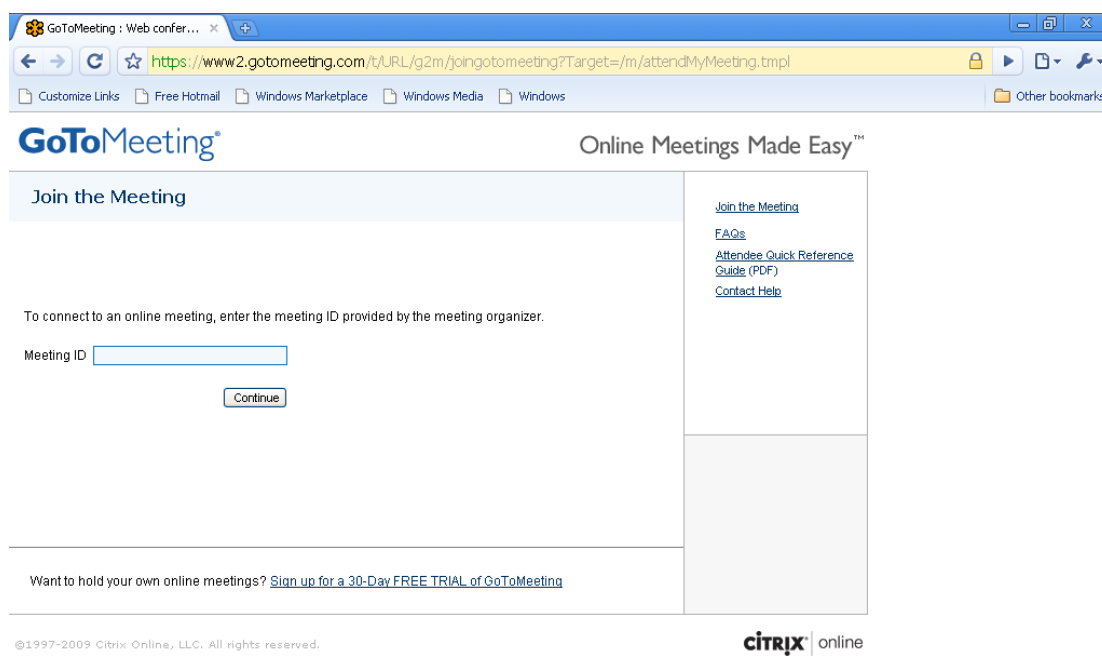 GoToMeeting : Web confer...
https://www2.gotomeeting.com/t/URL/g2m/joingotomeeting?Target=/m/attendMyMeeting.tmpl
Customize Links Free Hotmail Windows Marketplace Windows Media Windows Other bookmarks
GoToMeeting®
Online Meetings Made Easy™
Join the Meeting
Join the Meeting
FAQs
Attendee Quick Reference
Guide (PDF)
Contact Help
To connect to an online meeting, enter the meeting ID provided by the meeting organizer.
Meeting ID
Continue
Want to hold your own online meetings? Sign up for a 30-Day FREE TRIAL of GoToMeeting
©1997-2009 Citrix Online, LLC. All rights reserved.
CITRIX® online